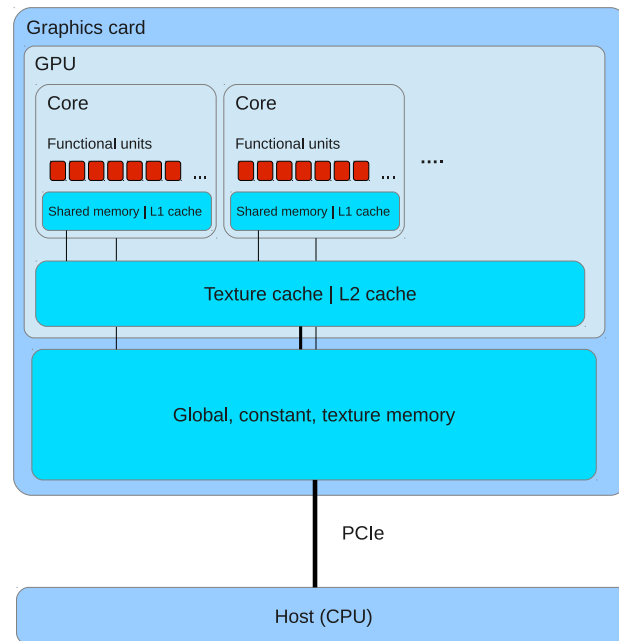 Graphics card
GPU
Core
Core
Functional units
Functional units
...
...
....
Shared memory | L1 cache
Shared memory | L1 cache
Texture cache | L2 cache
Global, constant, texture memory
PCIe
Host (CPU)